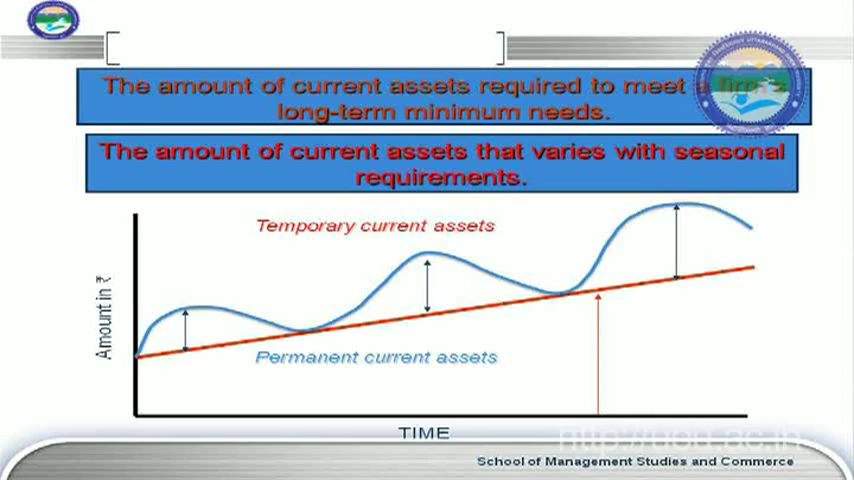 The amount of current assets required to meet a firm's
long-term minimum needs.
The amount of current assets that varies with seasonal
requirements.
Temporary current assets
Amount in ₹
Permanent current assets
TIME
School of Management Studies and Commerce